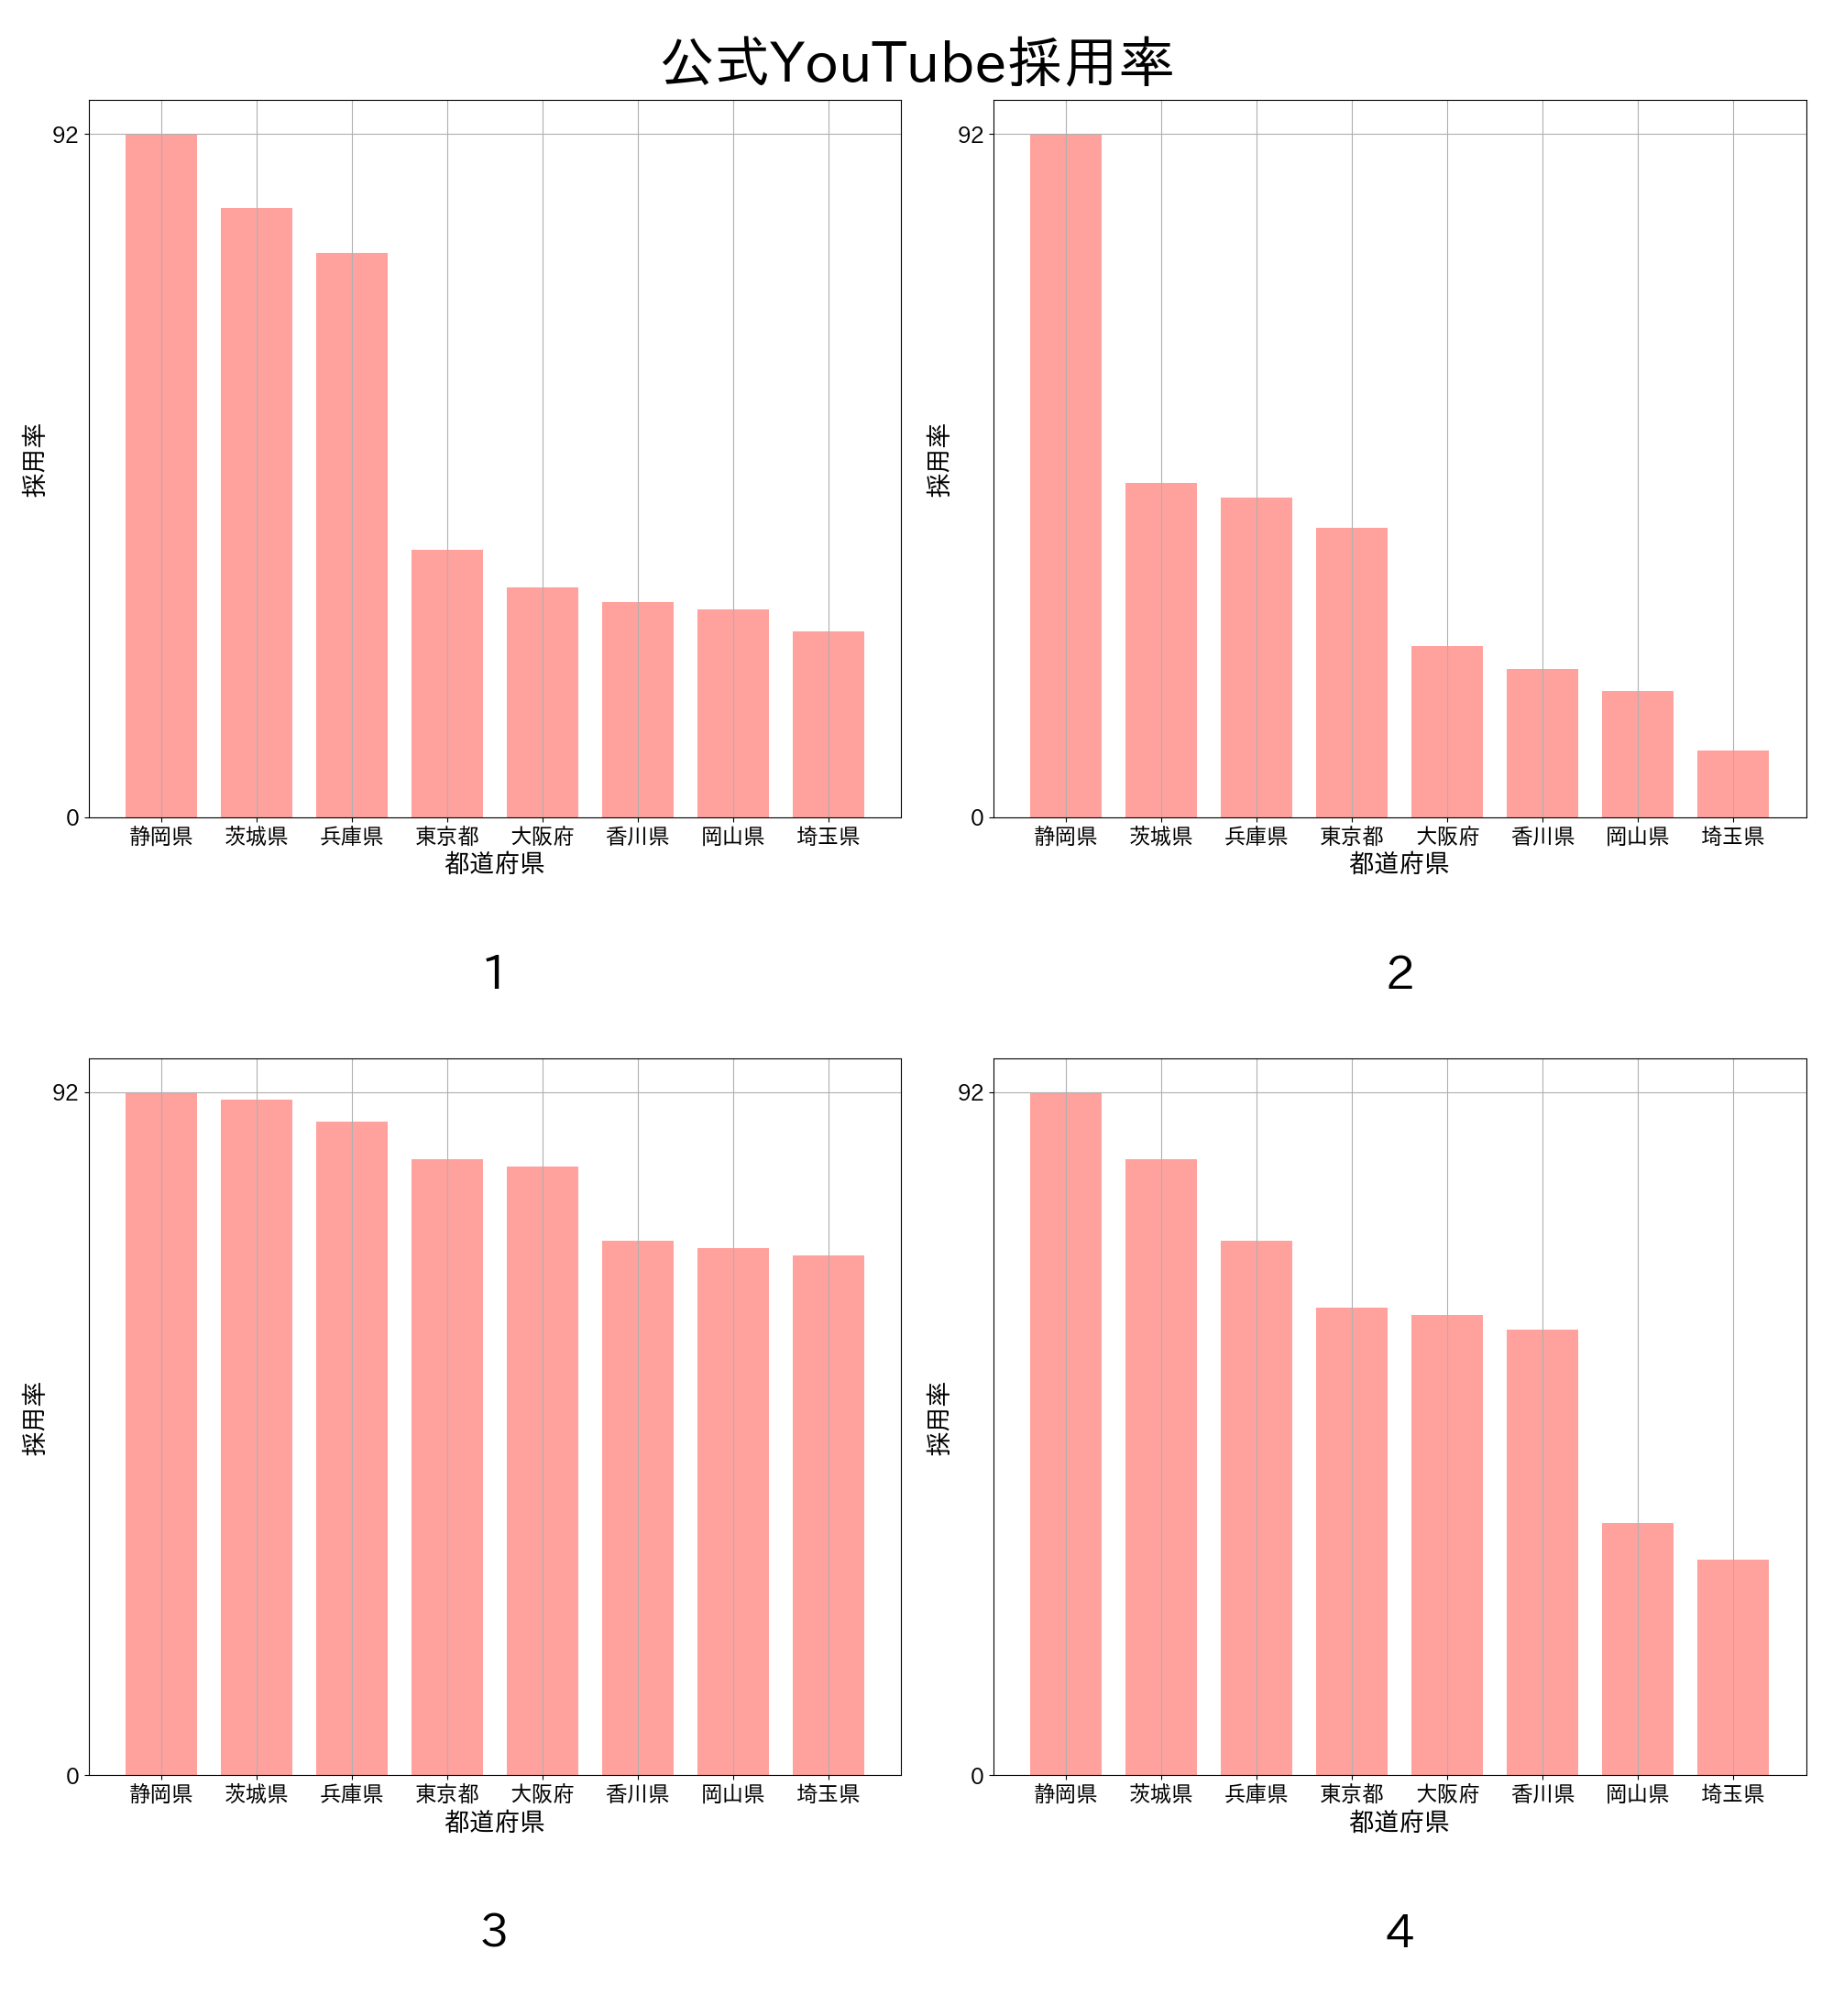 公式YouTube採用率
92
0
採用率
静岡県 茨城県 兵庫県 東京都 大阪府 香川県 岡山県 埼玉県
都道府県
1
92
0
採用率
静岡県 茨城県 兵庫県 東京都 大阪府 香川県 岡山県 埼玉県
都道府県
2
92
0
採用率
静岡県 茨城県 兵庫県 東京都 大阪府 香川県 岡山県 埼玉県
都道府県
3
92
0
採用率
静岡県 茨城県 兵庫県 東京都 大阪府 香川県 岡山県 埼玉県
都道府県
4